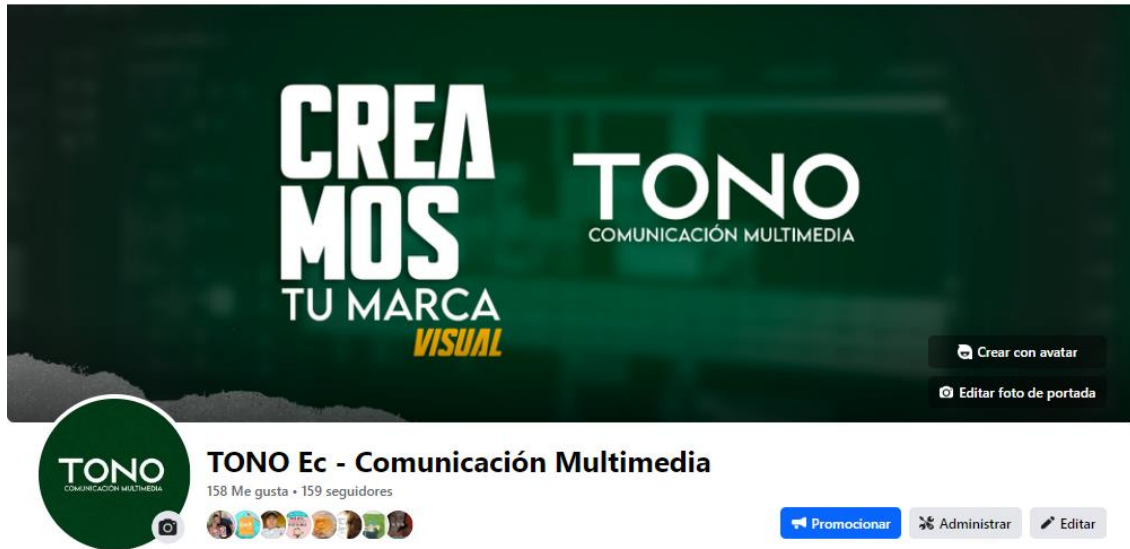 CREA
MOS
TU MARCA
VISUAL
TONO
COMUNICACIÓN MULTIMEDIA
Crear con avatar
Editar foto de portada
TONO
COMUNICACIÓN MULTIMEDIA
TONO Ec - Comunicación Multimedia
158 Me gusta • 159 seguidores
Promocionar
Administrar
Editar